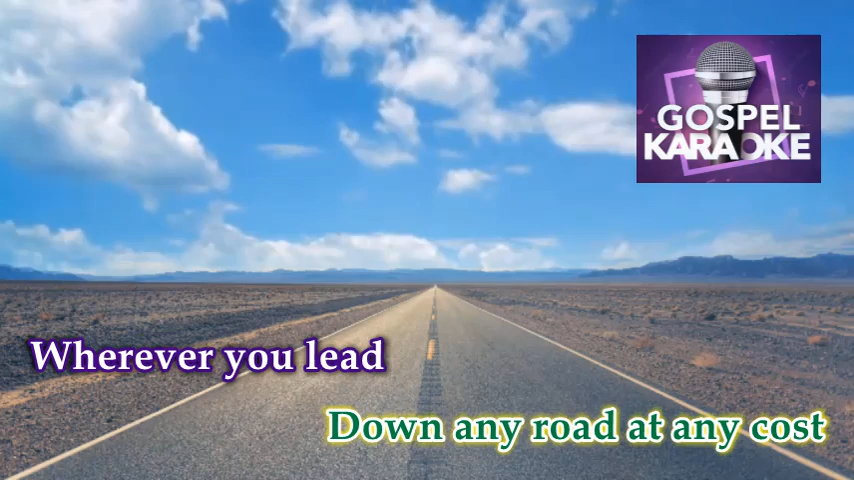 GOSPEL
KARAOKE
Wherever you lead
Down any road at any cost